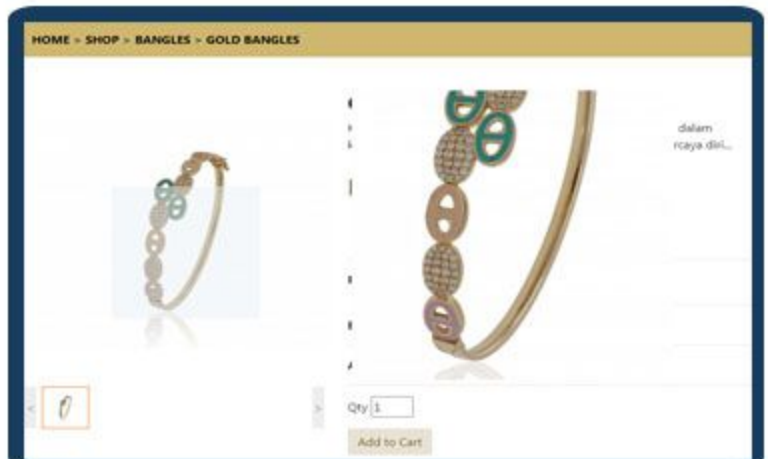 HOME > SHOP > BANGLES > GOLD BANGLES
dalam
rcaya diri...
Qty 1
Add to Cart